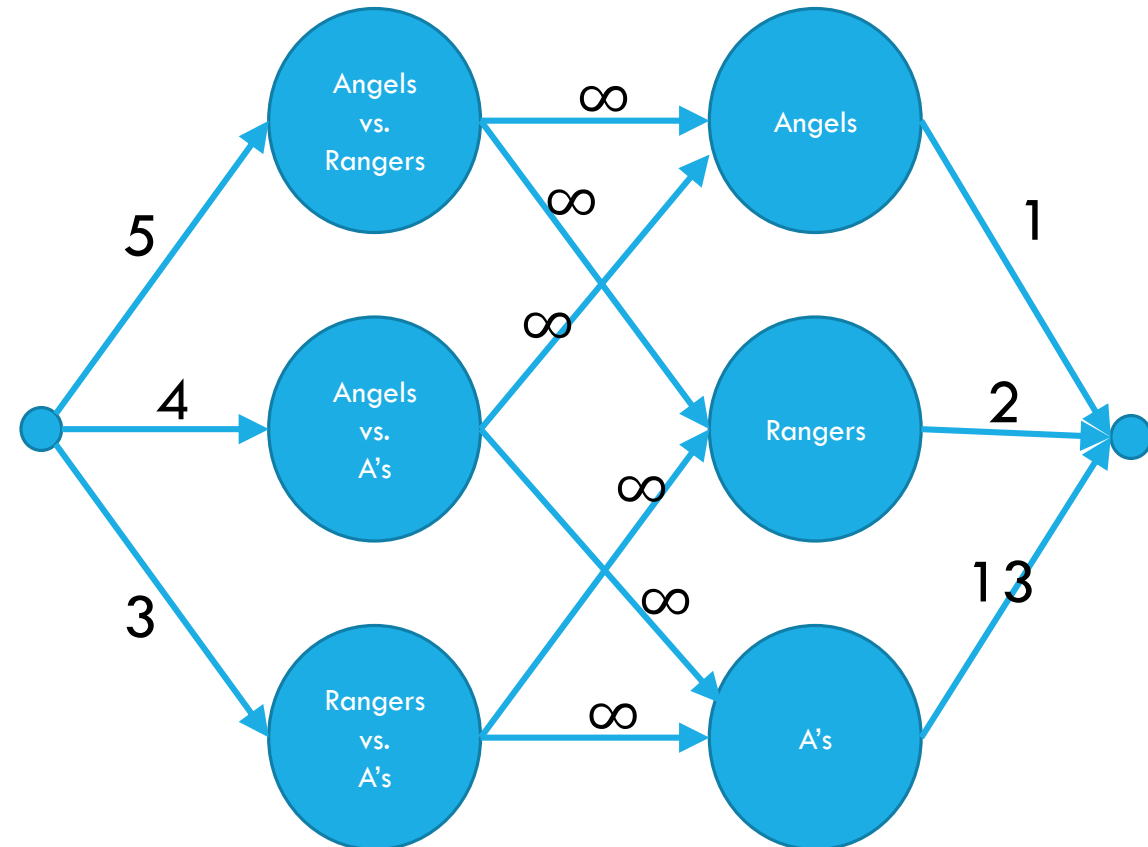 Angels
vs.
Rangers
∞
Angels
5
∞
1
∞
4
Angels
vs.
A's
Rangers
2
∞
3
∞
13
Rangers
vs.
A's
∞
A's